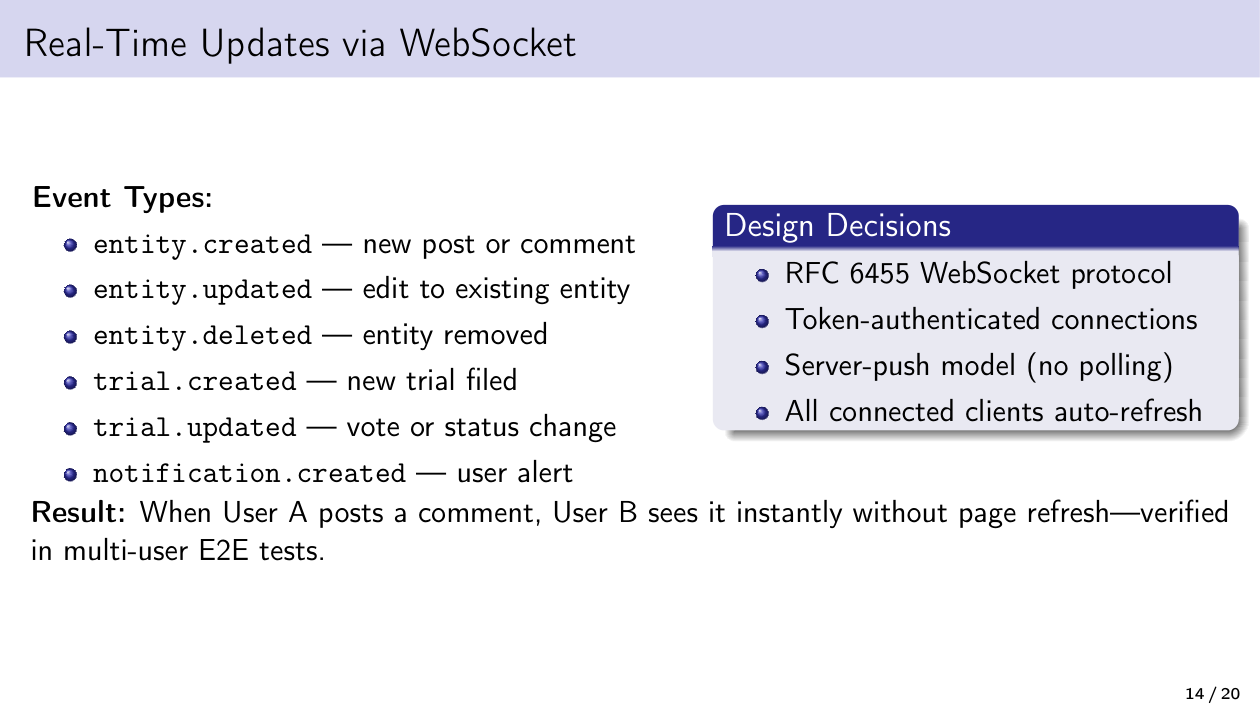 Real-Time Updates via WebSocket
Event Types:
entity.created — new post or comment
entity.updated — edit to existing entity
entity.deleted — entity removed
trial.created — new trial filed
trial.updated — vote or status change
notification.created — user alert
Design Decisions
RFC 6455 WebSocket protocol
Token-authenticated connections
Server-push model (no polling)
All connected clients auto-refresh
Result: When User A posts a comment, User B sees it instantly without page refresh—verified
in multi-user E2E tests.
14 / 20